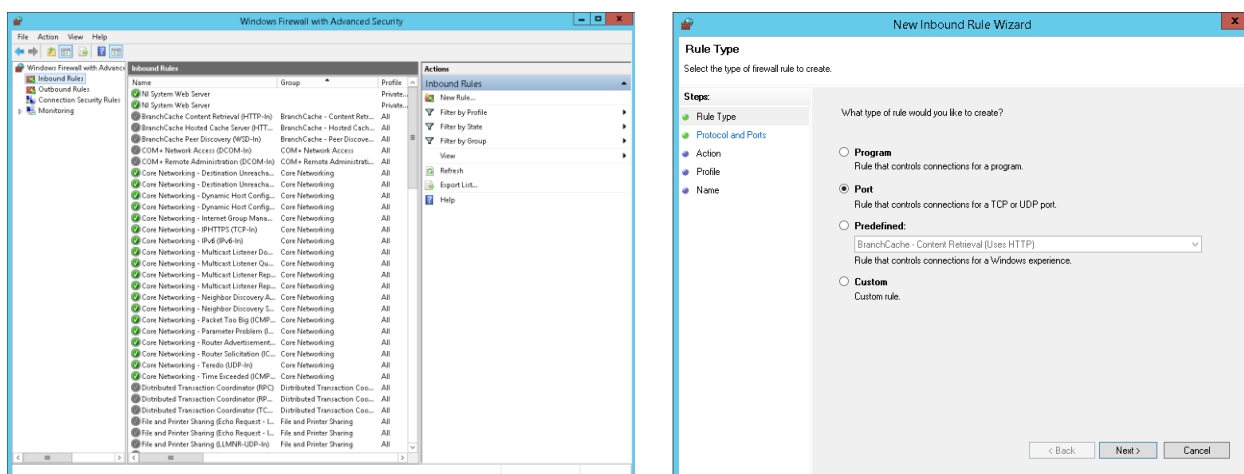 Windows Firewall with Advanced Security
File Action View Help
Windows Firewall with Advance
Inbound Rules
Outbound Rules
Connection Security Rules
Monitoring
Inbound Rules
Name Group Profile
NI System Web Server Private...
NI System Web Server Private...
BranchCache Content Retrieval (HTTP-In) BranchCache - Content Retr... All
BranchCache Hosted Cache Server (HTT... BranchCache - Hosted Cach... All
BranchCache Peer Discovery (WSD-In) BranchCache - Peer Discove... All
COM+ Network Access (DCOM-In) COM+ Network Access All
COM+ Remote Administration (DCOM-In) COM+ Remote Administrati... All
Core Networking - Destination Unreacha... Core Networking All
Core Networking - Destination Unreacha... Core Networking All
Core Networking - Dynamic Host Config... Core Networking All
Core Networking - Dynamic Host Config... Core Networking All
Core Networking - Internet Group Mana... Core Networking All
Core Networking - IPHTTPS (TCP-In) Core Networking All
Core Networking - IPv6 (IPv6-In) Core Networking All
Core Networking - Multicast Listener Do... Core Networking All
Core Networking - Multicast Listener Qu... Core Networking All
Core Networking - Multicast Listener Rep... Core Networking All
Core Networking - Multicast Listener Rep... Core Networking All
Core Networking - Neighbor Discovery A... Core Networking All
Core Networking - Neighbor Discovery S... Core Networking All
Core Networking - Packet Too Big (ICMP... Core Networking All
Core Networking - Parameter Problem (I... Core Networking All
Core Networking - Router Advertisement... Core Networking All
Core Networking - Router Solicitation (IC... Core Networking All
Core Networking - Teredo (UDP-In) Core Networking All
Core Networking - Time Exceeded (ICMP... Core Networking All
Distributed Transaction Coordinator (RPC) Distributed Transaction Coo... All
Distributed Transaction Coordinator (RP... Distributed Transaction Coo... All
Distributed Transaction Coordinator (TC... Distributed Transaction Coo... All
File and Printer Sharing (Echo Request - I... File and Printer Sharing All
File and Printer Sharing (Echo Request - I... File and Printer Sharing All
File and Printer Sharing (LLMNR-UDP-In) File and Printer Sharing All
Actions
Inbound Rules
New Rule...
Filter by Profile
Filter by State
Filter by Group
View
Refresh
Export List...
Help
New Inbound Rule Wizard
Rule Type
Select the type of firewall rule to create.
Steps:
Rule Type
Protocol and Ports
Action
Profile
Name
What type of rule would you like to create?
Program
Rule that controls connections for a program.
Port
Rule that controls connections for a TCP or UDP port.
Predefined:
BranchCache - Content Retrieval (Uses HTTP)
Rule that controls connections for a Windows experience.
Custom
Custom rule.
< Back Next > Cancel